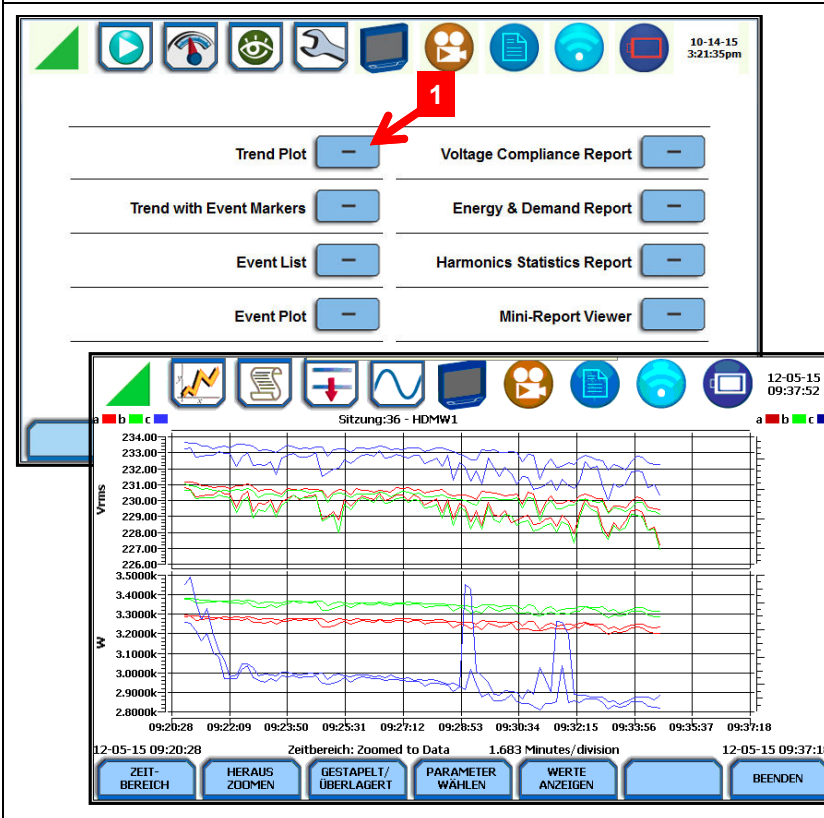 10-14-15
3:21:35pm
1
Trend Plot
Voltage Compliance Report
Trend with Event Markers
Energy & Demand Report
Event List
Harmonics Statistics Report
Event Plot
Mini-Report Viewer
12-05-15
09:37:52
a b c
Sitzung:36 - HDMW1
a b c
Vrms
234.00
233.00
232.00
231.00
230.00
229.00
228.00
227.00
226.00
W
3.5000k
3.4000k
3.3000k
3.2000k
3.1000k
3.0000k
2.9000k
2.8000k
09:20:28 09:22:09 09:23:50 09:25:31 09:27:12 09:28:53 09:30:34 09:32:15 09:33:56 09:35:37 09:37:18
12-05-15 09:20:28 Zeitbereich: Zoomed to Data 1.683 Minutes/division 12-05-15 09:37:18
ZEIT-
BEREICH
HERAUS
ZOOMEN
GESTAPELT/
ÜBERLAGERT
PARAMETER
WÄHLEN
WERTE
ANZEIGEN
BEENDEN